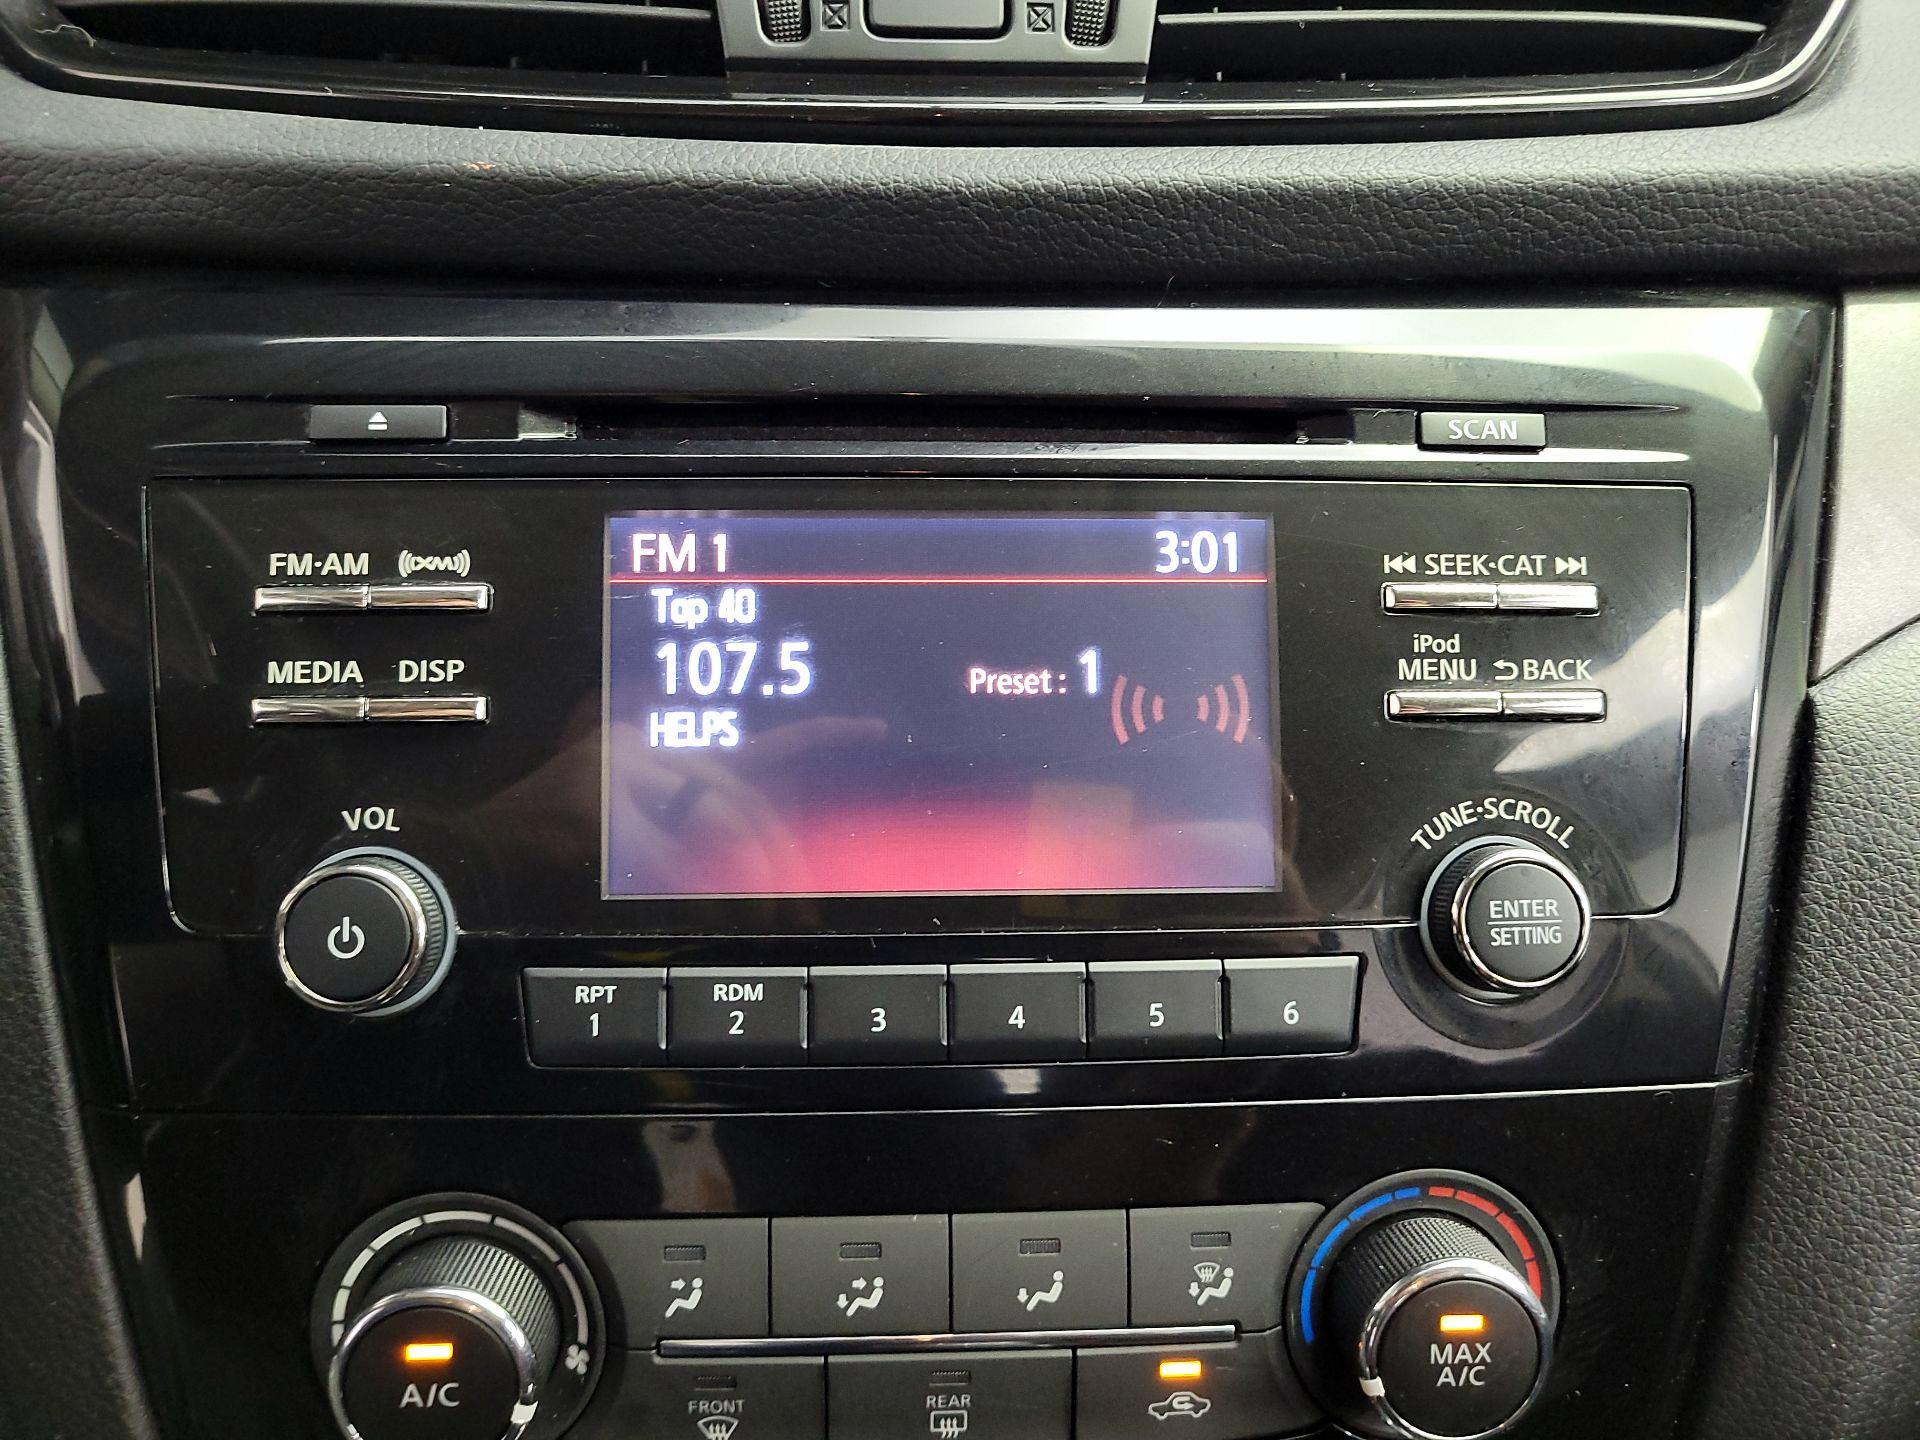 SCAN
FM·AM
XM
SEEK·CAT
FM 1
3:01
Top 40
107.5
Preset : 1
HELPS
MEDIA
DISP
iPod
MENU
BACK
VOL
TUNE·SCROLL
ENTER
SETTING
RPT
1
RDM
2
3
4
5
6
A/C
MAX
A/C
FRONT
REAR